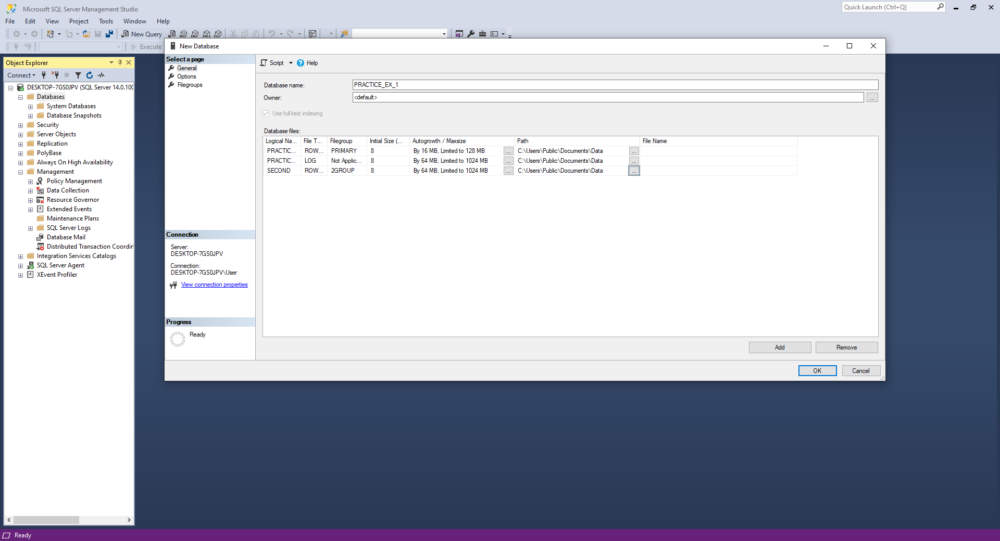 Microsoft SQL Server Management Studio
Quick Launch (Ctrl+Q)
File Edit View Project Tools Window Help
New Query MDX DMX XMLA DAX
Execute
Object Explorer
Connect
DESKTOP-7GS0JPV (SQL Server 14.0.100
Databases
System Databases
Database Snapshots
Security
Server Objects
Replication
PolyBase
Always On High Availability
Management
Policy Management
Data Collection
Resource Governor
Extended Events
Maintenance Plans
SQL Server Logs
Database Mail
Distributed Transaction Coordin
Integration Services Catalogs
SQL Server Agent
XEvent Profiler
New Database
Select a page
General
Options
Filegroups
Connection
Server:
DESKTOP-7GS0JPV
Connection:
DESKTOP-7GS0JPV\User
View connection properties
Progress
Ready
Script Help
Database name: PRACTICE_EX_1
Owner: <default> ...
Use full-text indexing
Database files:
Logical Na... File T... Filegroup Initial Size (... Autogrowth / Maxsize Path File Name
PRACTIC... ROW... PRIMARY 8 By 16 MB, Limited to 128 MB ... C:\Users\Public\Documents\Data ...
PRACTIC... LOG Not Applic... 8 By 64 MB, Limited to 1024 MB ... C:\Users\Public\Documents\Data ...
SECOND ROW... 2GROUP 8 By 64 MB, Limited to 1024 MB ... C:\Users\Public\Documents\Data ...
Add Remove
OK Cancel
Ready